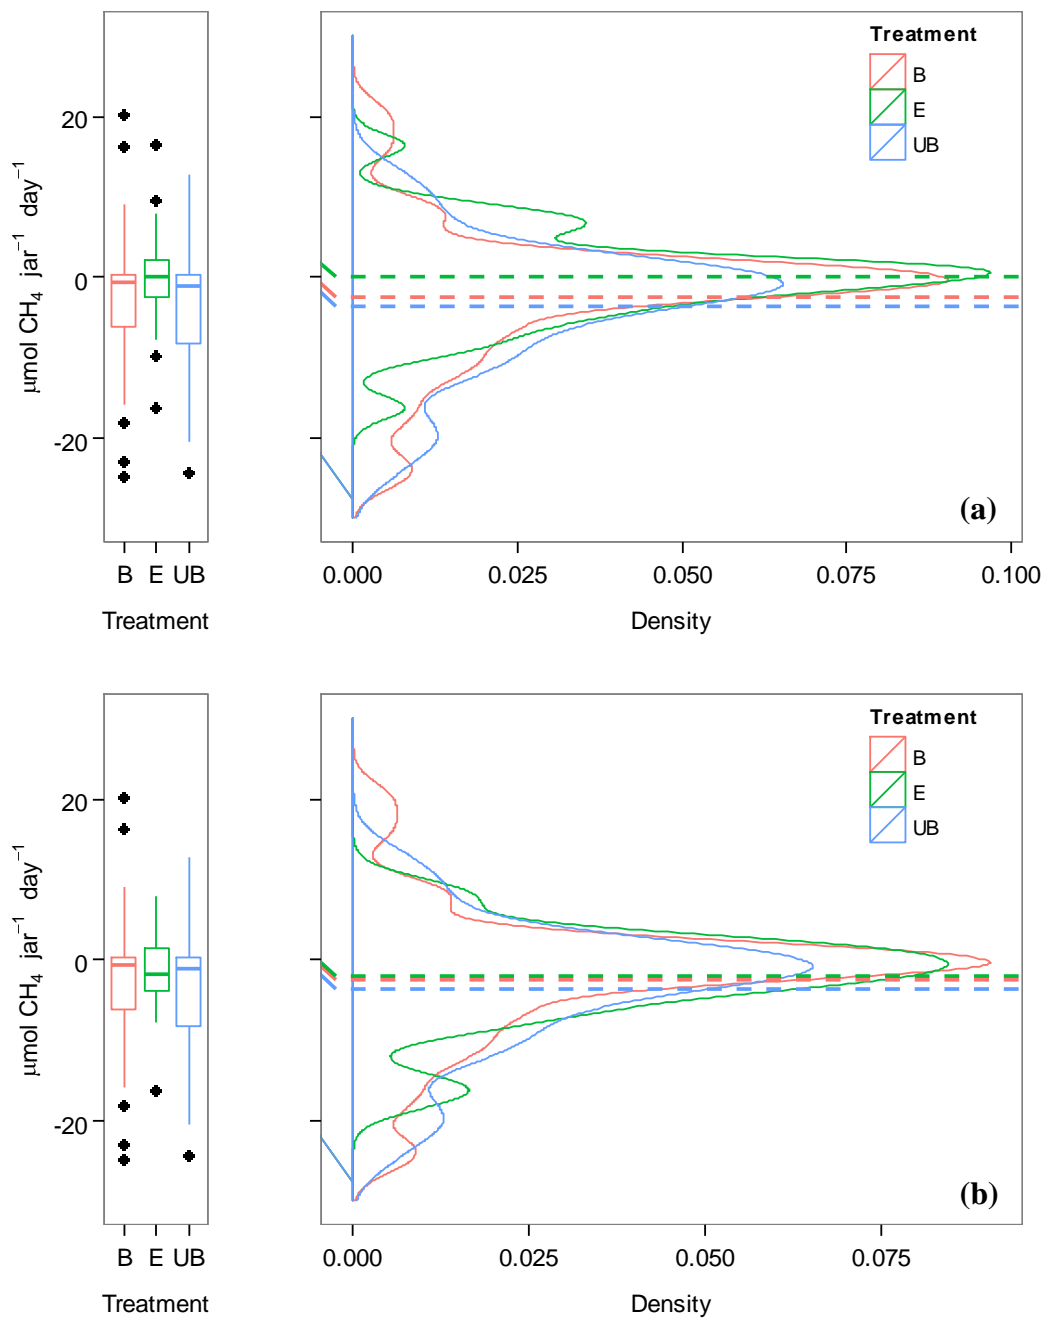 Treatment
B
E
UB
20
0
-20
μmol CH₄ jar⁻¹ day⁻¹
(a)
B E UB
0.000 0.025 0.050 0.075 0.100
Treatment
Density
Treatment
B
E
UB
20
0
-20
μmol CH₄ jar⁻¹ day⁻¹
(b)
B E UB
0.000 0.025 0.050 0.075
Treatment
Density